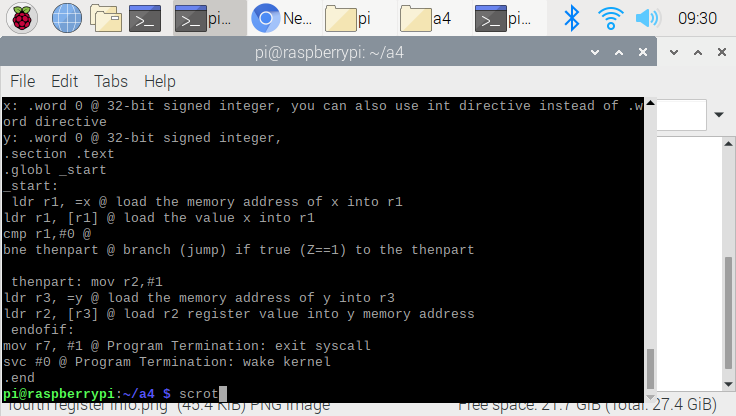 pi... Ne... pi a4 pi... 09:30
pi@raspberrypi: ~/a4
File Edit Tabs Help
x: .word 0 @ 32-bit signed integer, you can also use int directive instead of .w
ord directive
y: .word 0 @ 32-bit signed integer,
.section .text
.globl _start
_start:
 ldr r1, =x @ load the memory address of x into r1
ldr r1, [r1] @ load the value x into r1
cmp r1,#0 @
bne thenpart @ branch (jump) if true (Z==1) to the thenpart
 thenpart: mov r2,#1
ldr r3, =y @ load the memory address of y into r3
ldr r2, [r3] @ load r2 register value into y memory address
 endofif:
mov r7, #1 @ Program Termination: exit syscall
svc #0 @ Program Termination: wake kernel
.end
pi@raspberrypi:~/a4 $ scrot
fourth register info.png" (45.4 KiB) PNG image Free space: 21.7 GiB (Total: 27.4 GiB)